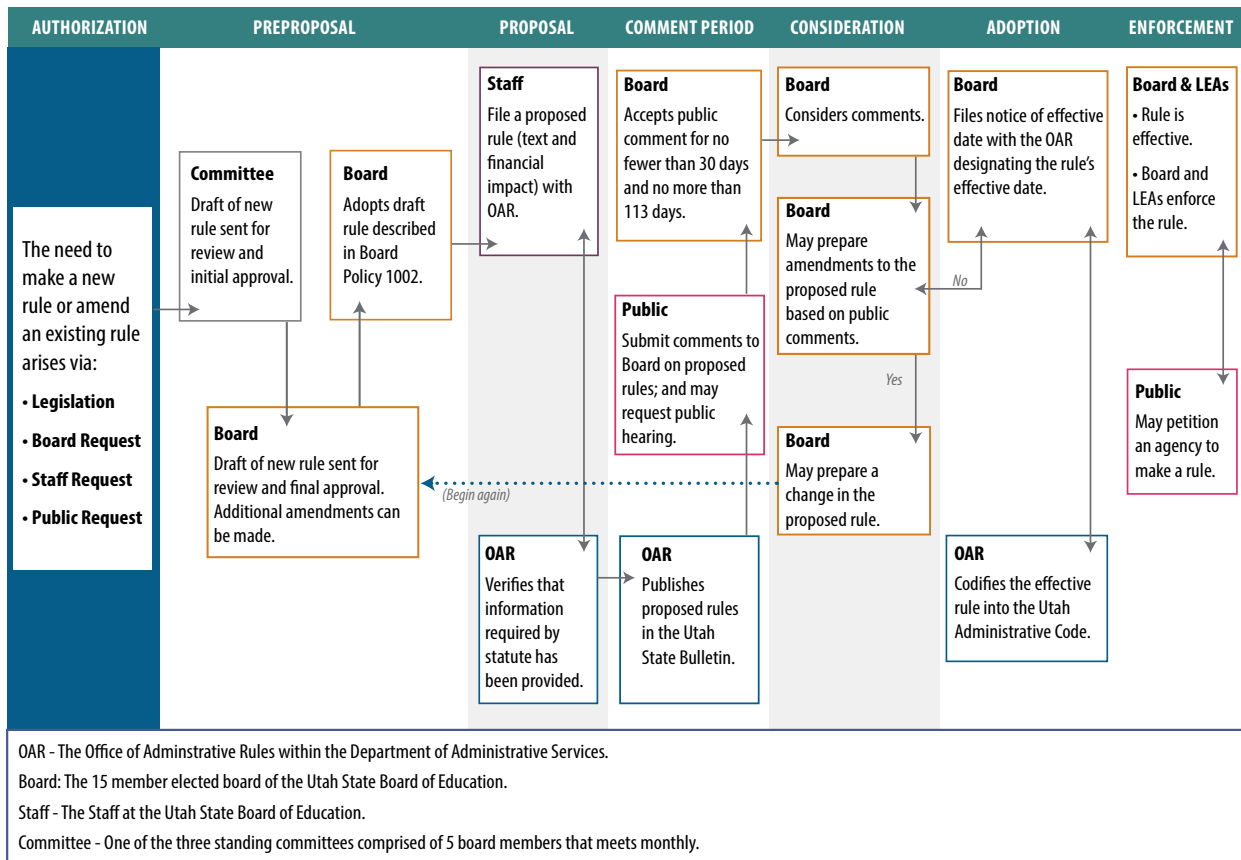 AUTHORIZATION
PREPROPOSAL
PROPOSAL
COMMENT PERIOD
CONSIDERATION
ADOPTION
ENFORCEMENT
The need to
make a new
rule or amend
an existing rule
arises via:
• Legislation
• Board Request
• Staff Request
• Public Request
Committee
Draft of new
rule sent for
review and
initial approval.
Board
Adopts draft
rule described
in Board
Policy 1002.
Board
Draft of new rule sent for
review and final approval.
Additional amendments can
be made.
Staff
File a proposed
rule (text and
financial
impact) with
OAR.
OAR
Verifies that
information
required by
statute has
been provided.
Board
Accepts public
comment for no
fewer than 30 days
and no more than
113 days.
Public
Submit comments to
Board on proposed
rules; and may
request public
hearing.
OAR
Publishes
proposed rules
in the Utah
State Bulletin.
Board
Considers comments.
Board
May prepare
amendments to the
proposed rule
based on public
comments.
No
Yes
Board
May prepare a
change in the
proposed rule.
(Begin again)
Board
Files notice of effective
date with the OAR
designating the rule's
effective date.
OAR
Codifies the effective
rule into the Utah
Administrative Code.
Board & LEAs
• Rule is
effective.
• Board and
LEAs enforce
the rule.
Public
May petition
an agency to
make a rule.
OAR - The Office of Adminstrative Rules within the Department of Administrative Services.
Board: The 15 member elected board of the Utah State Board of Education.
Staff - The Staff at the Utah State Board of Education.
Committee - One of the three standing committees comprised of 5 board members that meets monthly.